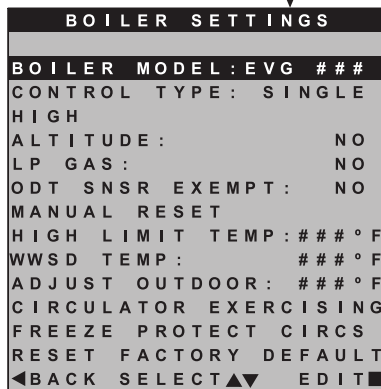 BOILER SETTINGS
BOILER MODEL:EVG ###
CONTROL TYPE: SINGLE
HIGH
ALTITUDE: NO
LP GAS: NO
ODT SNSR EXEMPT: NO
MANUAL RESET
HIGH LIMIT TEMP:###°F
WWSD TEMP: ###°F
ADJUST OUTDOOR: ###°F
CIRCULATOR EXERCISING
FREEZE PROTECT CIRCS
RESET FACTORY DEFAULT
◀BACK SELECT▲▼ EDIT■